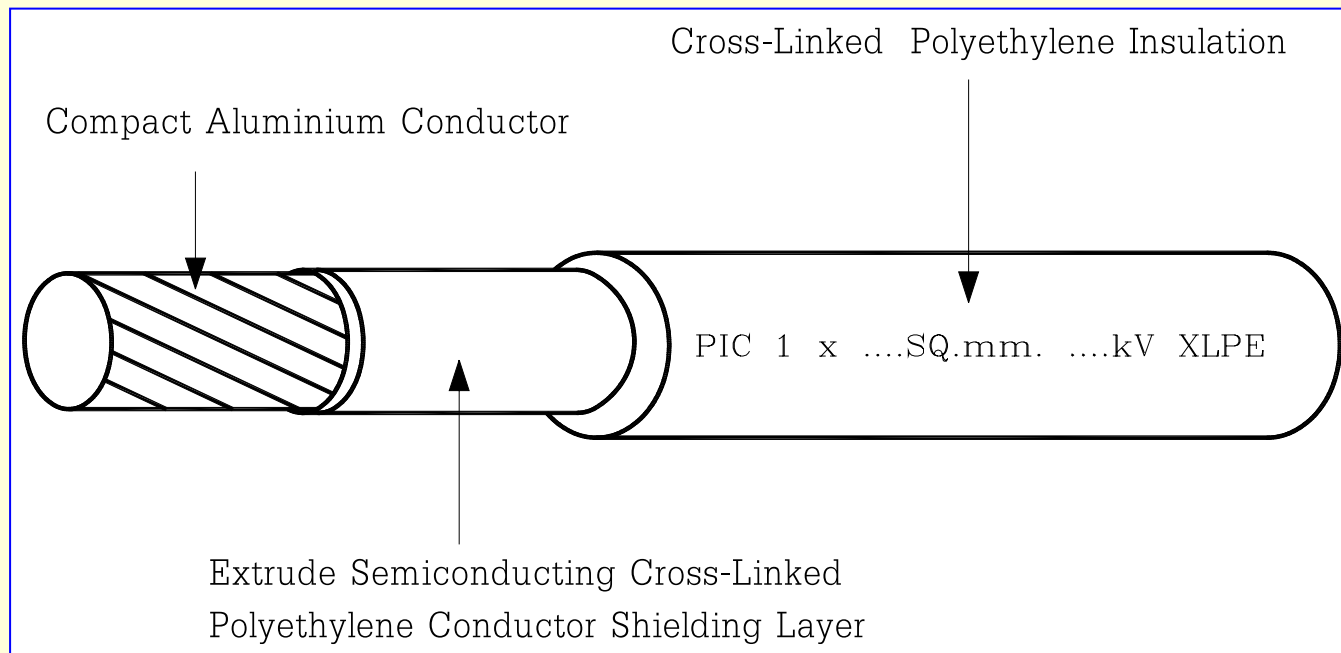 Cross-Linked Polyethylene Insulation
Compact Aluminium Conductor
PIC 1 x ....SQ.mm. ....kV XLPE
Extrude Semiconducting Cross-Linked
Polyethylene Conductor Shielding Layer